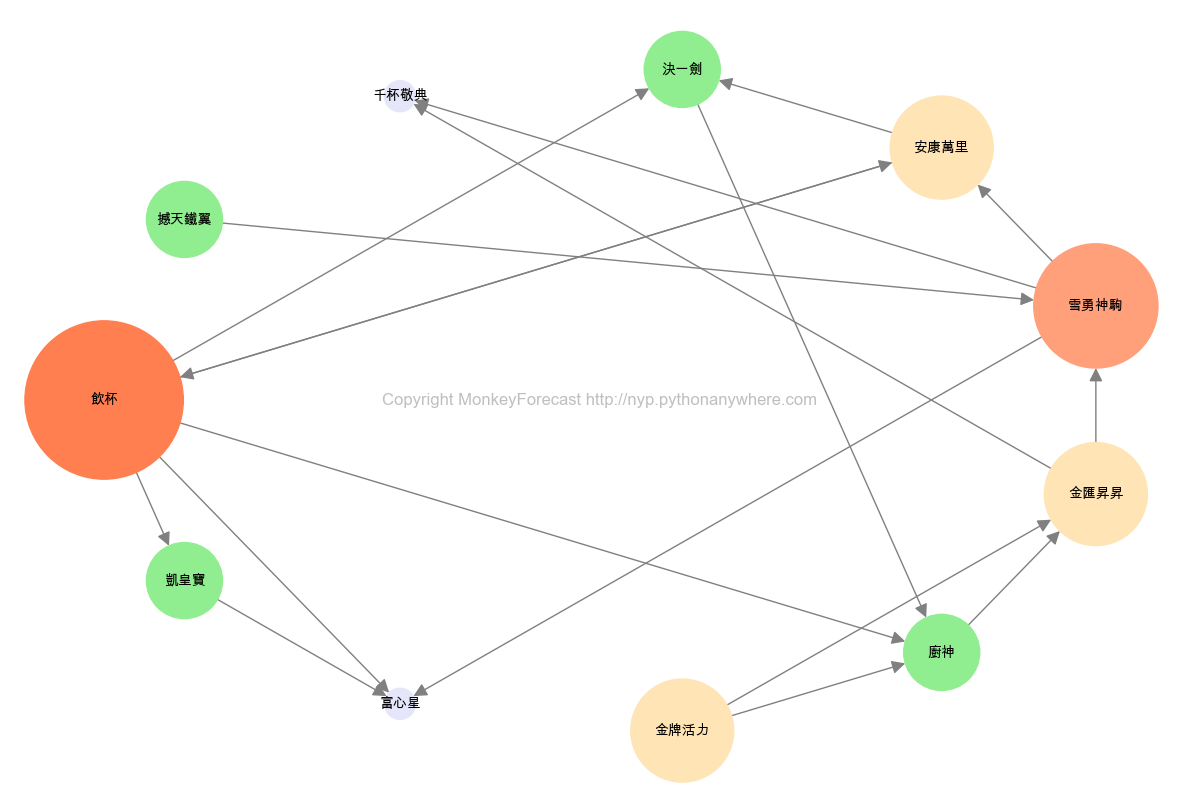 決一劍
千杯敬典
安康萬里
撼天鐵翼
雪勇神駒
飲杯
Copyright MonkeyForecast http://nyp.pythonanywhere.com
金匯昇昇
凱皇寶
廚神
富心星
金牌活力